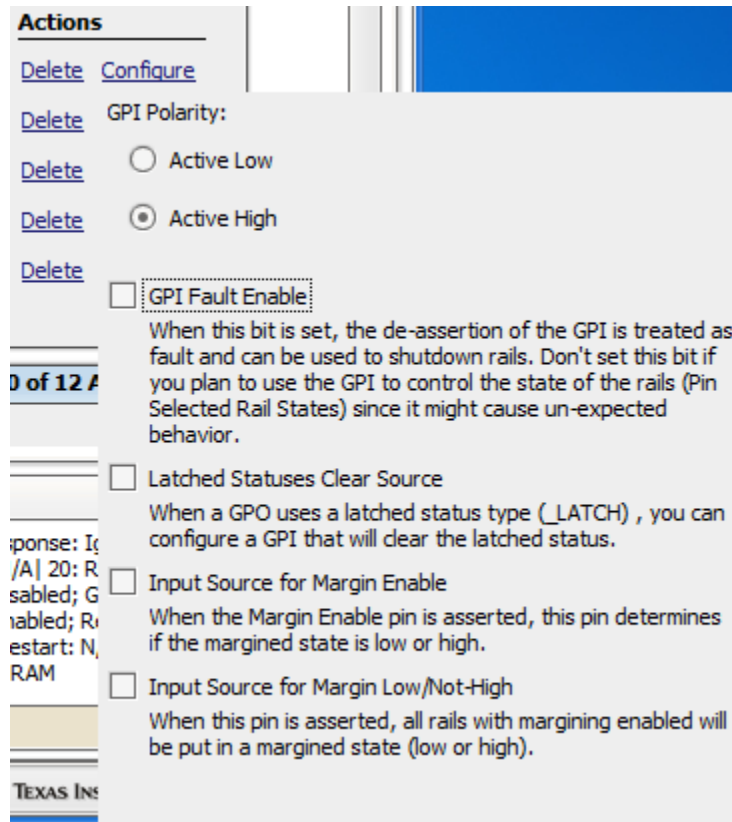 Actions
Delete Configure
Delete
Delete
Delete
Delete
GPI Polarity:
Active Low
Active High
GPI Fault Enable
When this bit is set, the de-assertion of the GPI is treated as
fault and can be used to shutdown rails. Don't set this bit if
you plan to use the GPI to control the state of the rails (Pin
Selected Rail States) since it might cause un-expected
behavior.
Latched Statuses Clear Source
When a GPO uses a latched status type (_LATCH) , you can
configure a GPI that will clear the latched status.
Input Source for Margin Enable
When the Margin Enable pin is asserted, this pin determines
if the margined state is low or high.
Input Source for Margin Low/Not-High
When this pin is asserted, all rails with margining enabled will
be put in a margined state (low or high).
0 of 12 A
sponse: Ig
/A| 20: R
sabled; G
nabled; R
estart: N,
RAM
TEXAS INS